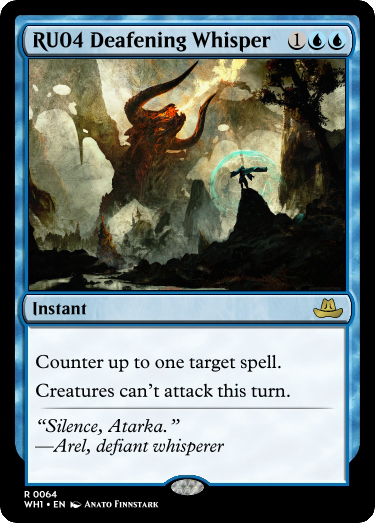 RU04 Deafening Whisper 1
Instant
Counter up to one target spell.
Creatures can't attack this turn.
“Silence, Atarka.”
—Arel, defiant whisperer
R 0064
WH1 • EN ANATO FINNSTARK